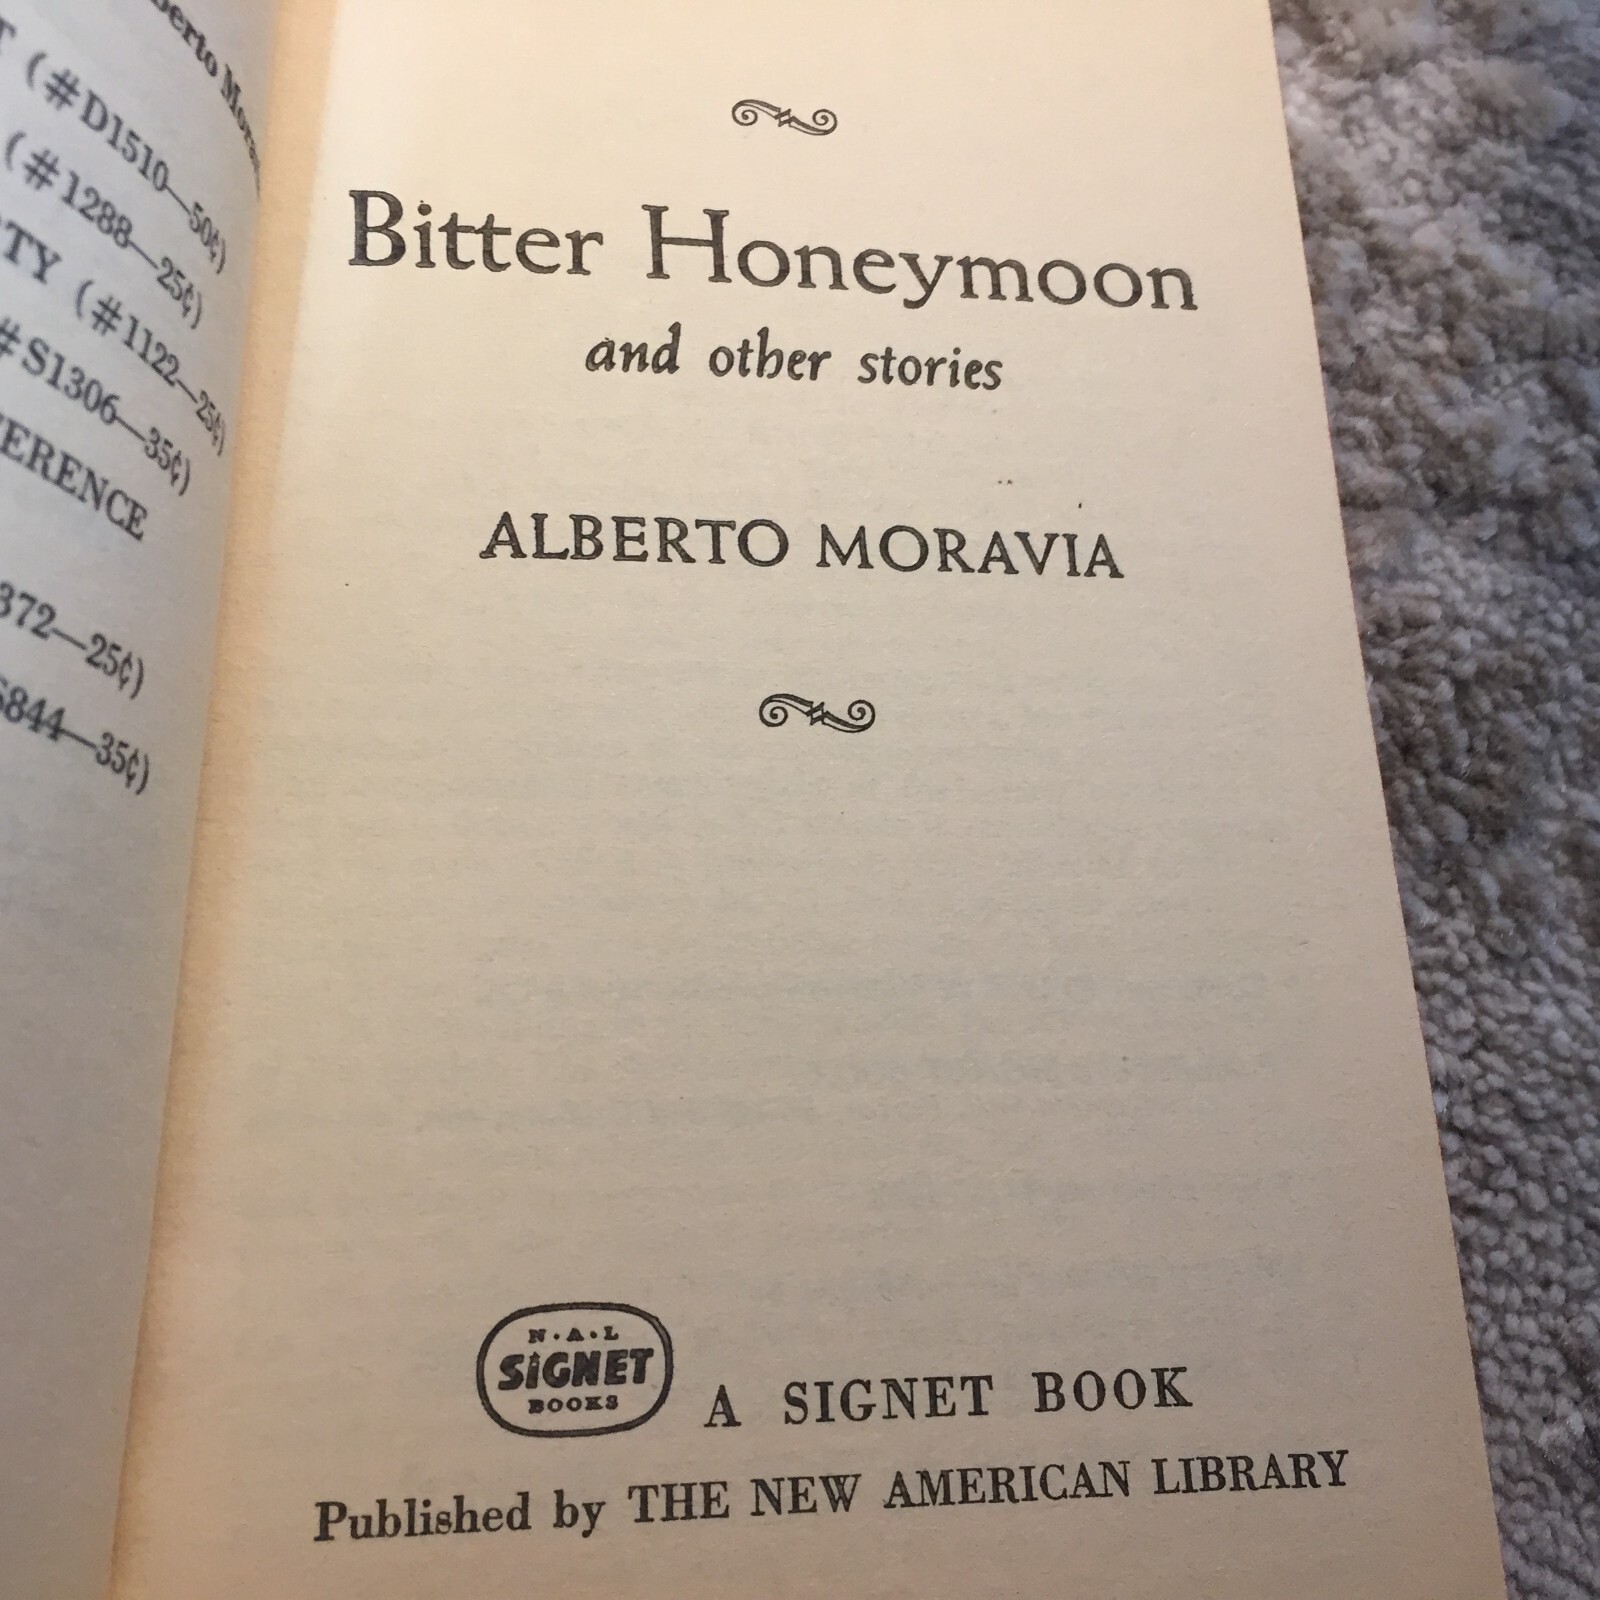 (#D1510—50¢)
(#1288—25¢)
TY (#1122—25¢)
#S1306—35¢)
ERENCE
372—25¢)
844—35¢)
Bitter Honeymoon
and other stories
ALBERTO MORAVIA
N·A·L
SIGNET
BOOKS
A SIGNET BOOK
Published by THE NEW AMERICAN LIBRARY